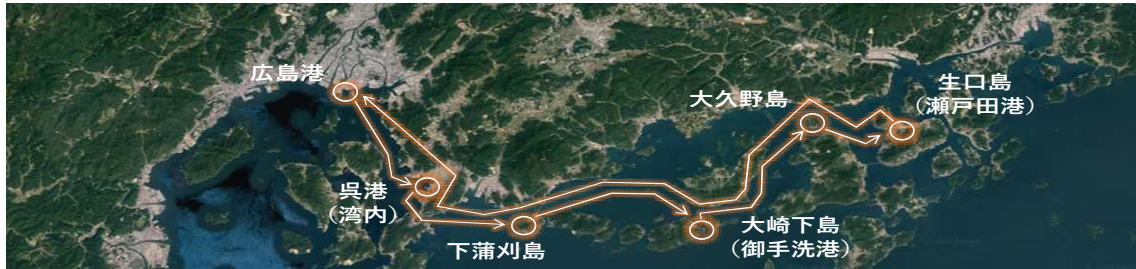 広島港
呉港
（湾内）
下蒲刈島
大崎下島
（御手洗港）
大久野島
生口島
（瀬戸田港）